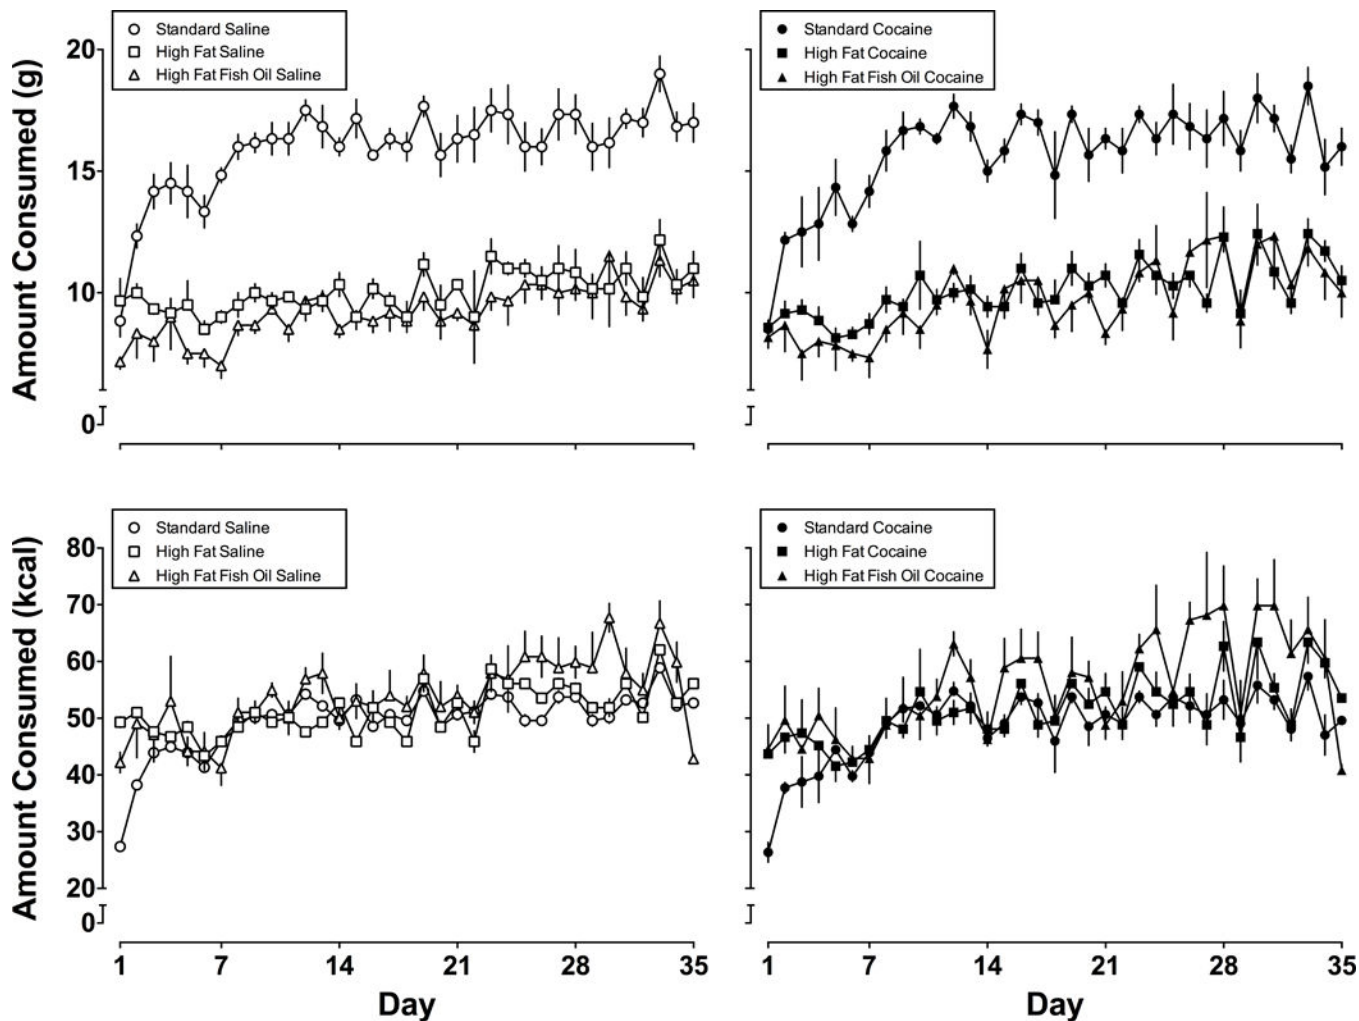 Standard Saline
High Fat Saline
High Fat Fish Oil Saline
Standard Cocaine
High Fat Cocaine
High Fat Fish Oil Cocaine
Amount Consumed (g)
20
15
10
0
Standard Saline
High Fat Saline
High Fat Fish Oil Saline
Standard Cocaine
High Fat Cocaine
High Fat Fish Oil Cocaine
Amount Consumed (kcal)
80
70
60
50
40
30
20
0
1 7 14 21 28 35
Day
1 7 14 21 28 35
Day